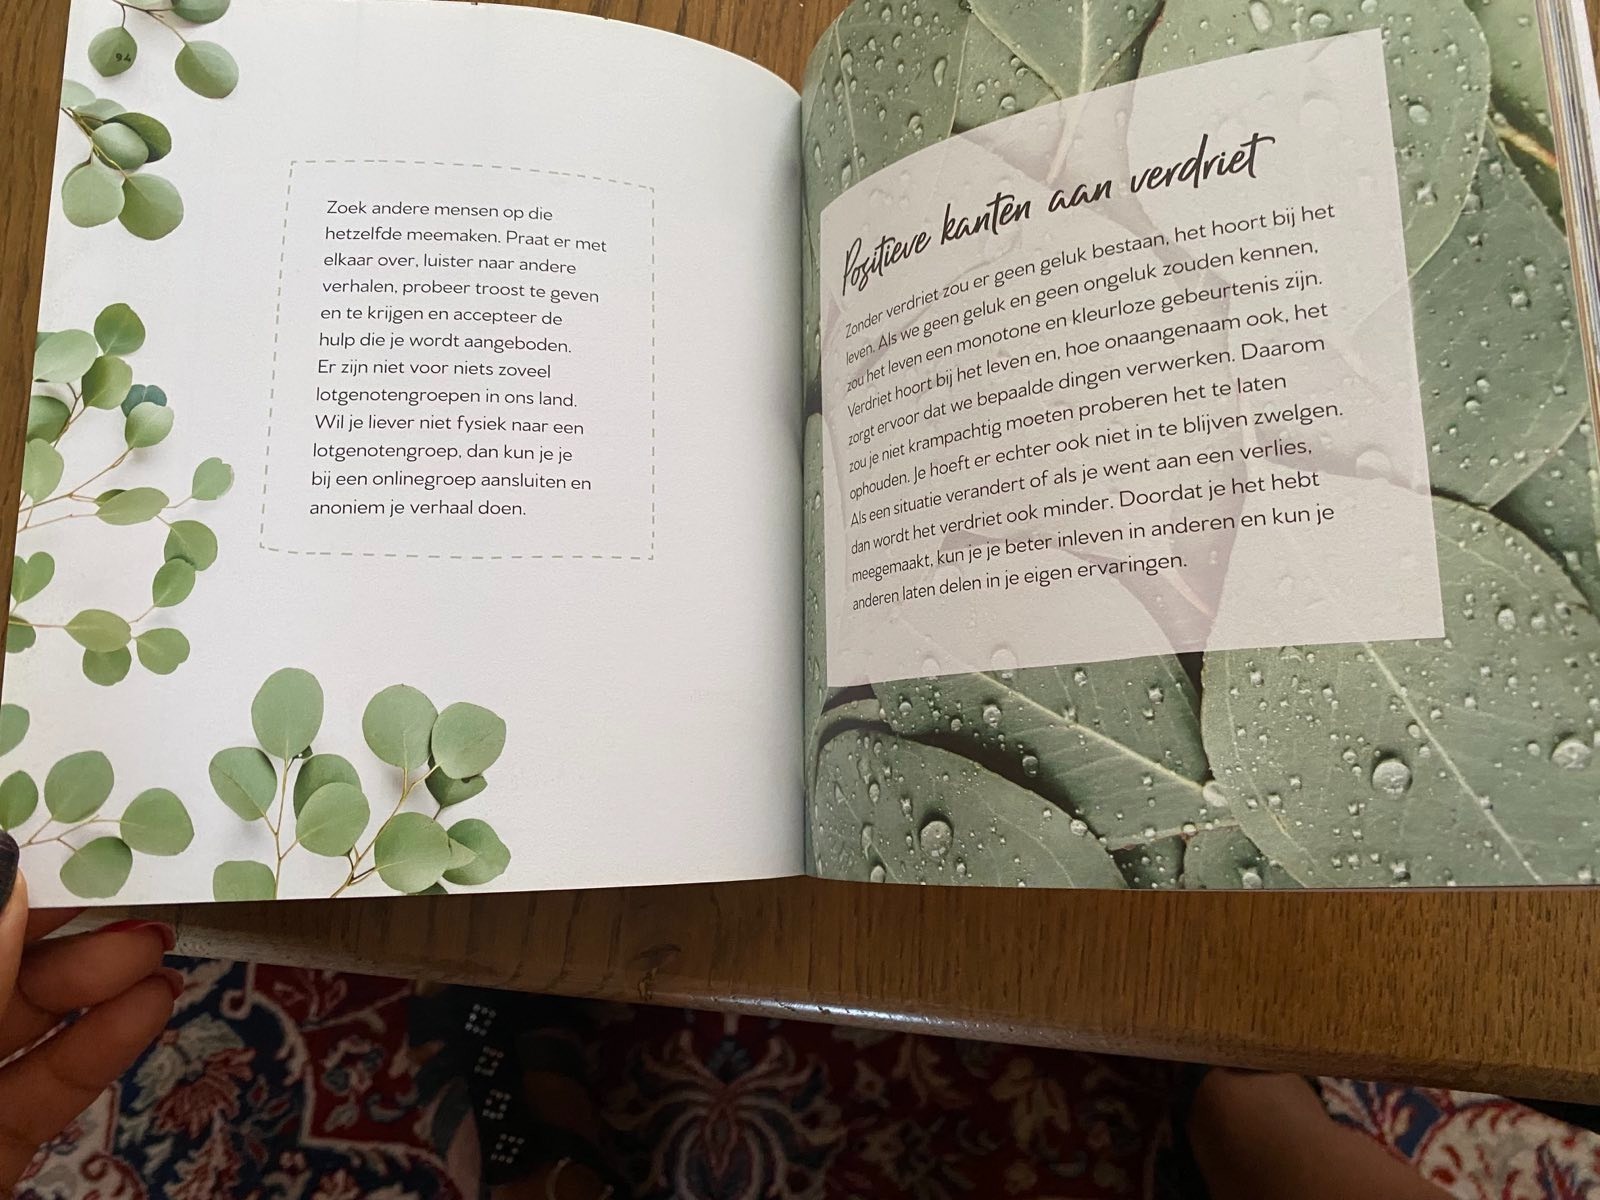 94
Zoek andere mensen op die
hetzelfde meemaken. Praat er met
elkaar over, luister naar andere
verhalen, probeer troost te geven
en te krijgen en accepteer de
hulp die je wordt aangeboden.
Er zijn niet voor niets zoveel
lotgenotengroepen in ons land.
Wil je liever niet fysiek naar een
lotgenotengroep, dan kun je je
bij een onlinegroep aansluiten en
anoniem je verhaal doen.
Positieve kanten aan verdriet
Zonder verdriet zou er geen geluk bestaan, het hoort bij het
leven. Als we geen geluk en geen ongeluk zouden kennen,
zou het leven een monotone en kleurloze gebeurtenis zijn.
Verdriet hoort bij het leven en, hoe onaangenaam ook, het
zorgt ervoor dat we bepaalde dingen verwerken. Daarom
zou je niet krampachtig moeten proberen het te laten
ophouden. Je hoeft er echter ook niet in te blijven zwelgen.
Als een situatie verandert of als je went aan een verlies,
dan wordt het verdriet ook minder. Doordat je het hebt
meegemaakt, kun je je beter inleven in anderen en kun je
anderen laten delen in je eigen ervaringen.